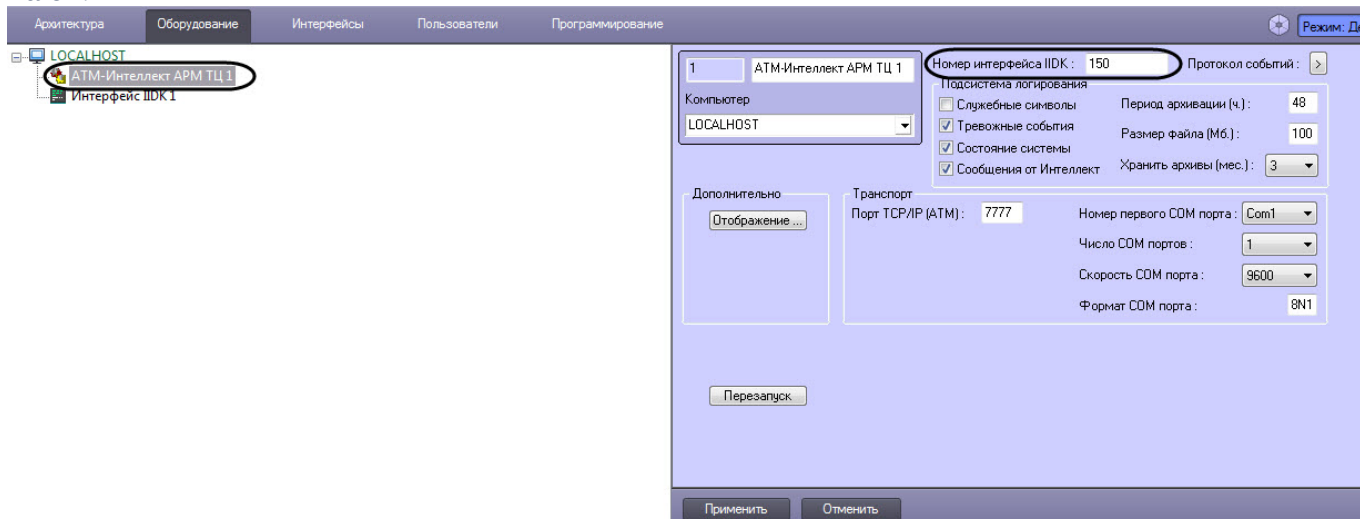 Архитектура Оборудование Интерфейсы Пользователи Программирование Режим:
LOCALHOST
АТМ-Интеллект АРМ ТЦ 1
Интерфейс IIDK 1
1 АТМ-Интеллект АРМ ТЦ 1 Номер интерфейса IIDK : 150 Протокол событий : >
Компьютер
LOCALHOST
Подсистема логирования
Служебные символы Период архивации (ч.) : 48
Тревожные события Размер файла (Мб.) : 100
Состояние системы
Сообщения от Интеллект Хранить архивы (мес.) : 3
Дополнительно
Отображение ...
Транспорт
Порт TCP/IP (АТМ) : 7777 Номер первого COM порта : Com1
Число COM портов : 1
Скорость COM порта : 9600
Формат COM порта : 8N1
Перезапуск
Применить Отменить